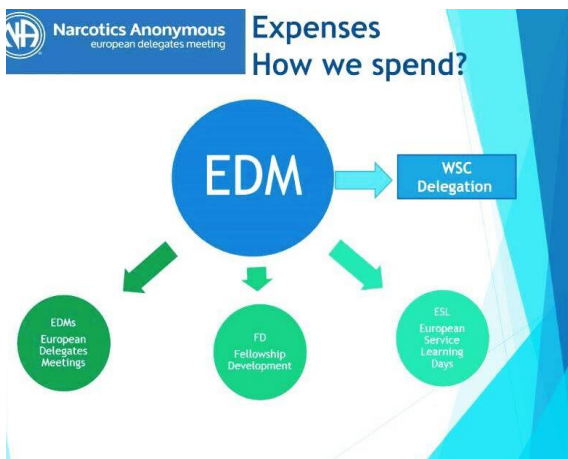 NA
Narcotics Anonymous
european delegates meeting
Expenses
How we spend?
EDM
WSC
Delegation
EDMs
European
Delegates
Meetings
FD
Fellowship
Development
ESL
European
Service
Learning
Days